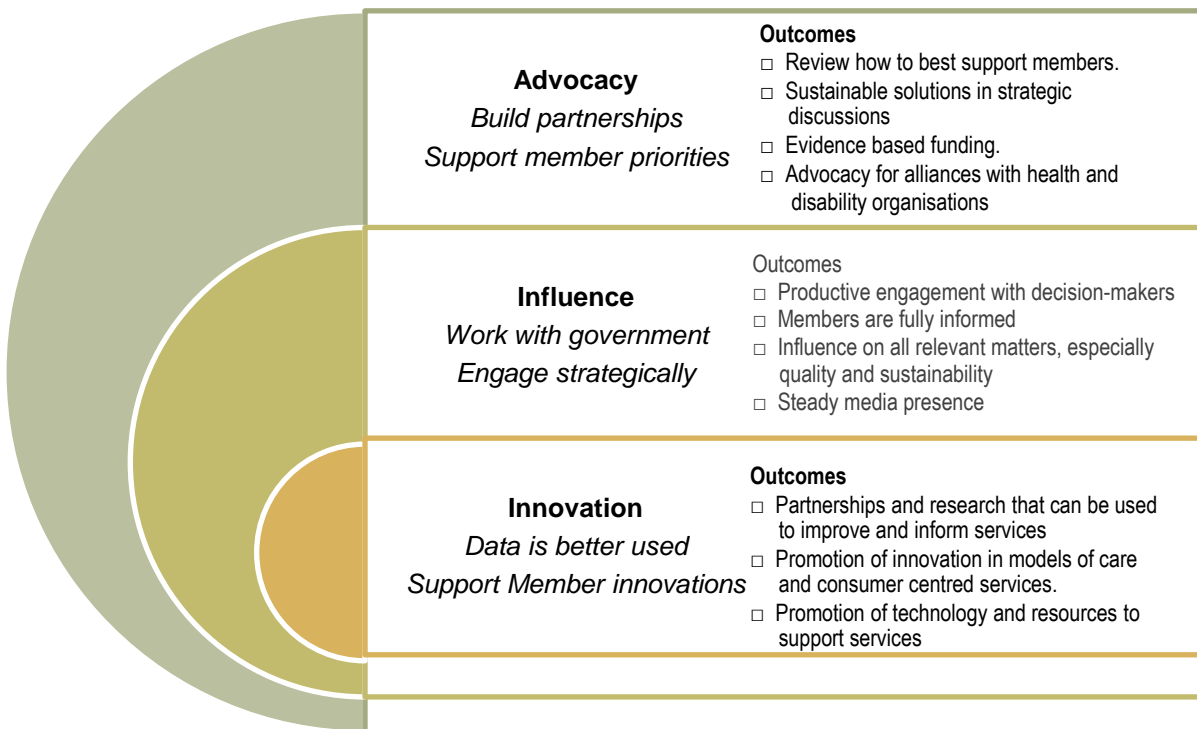 Advocacy
Build partnerships
Support member priorities
Outcomes
□ Review how to best support members.
□ Sustainable solutions in strategic
discussions
□ Evidence based funding.
□ Advocacy for alliances with health and
disability organisations
Influence
Work with government
Engage strategically
Outcomes
□ Productive engagement with decision-makers
□ Members are fully informed
□ Influence on all relevant matters, especially
quality and sustainability
□ Steady media presence
Innovation
Data is better used
Support Member innovations
Outcomes
□ Partnerships and research that can be used
to improve and inform services
□ Promotion of innovation in models of care
and consumer centred services.
□ Promotion of technology and resources to
support services